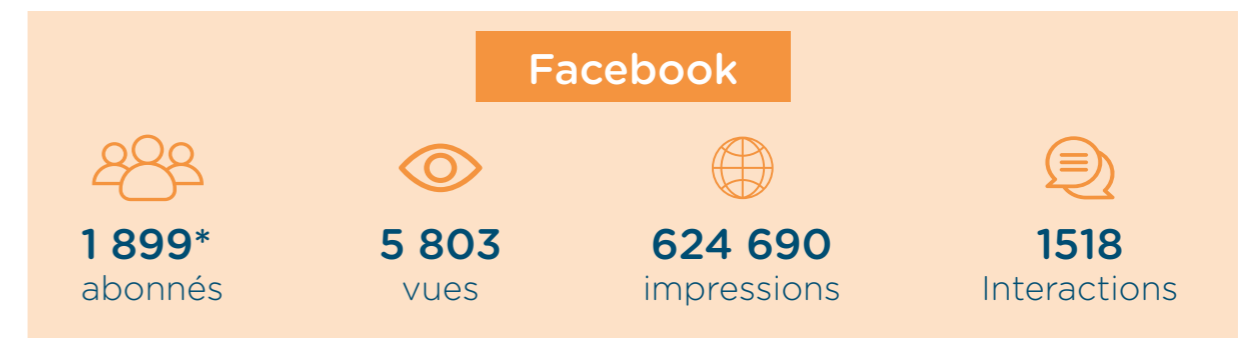 Facebook
1 899*
abonnés
5 803
vues
624 690
impressions
1518
Interactions